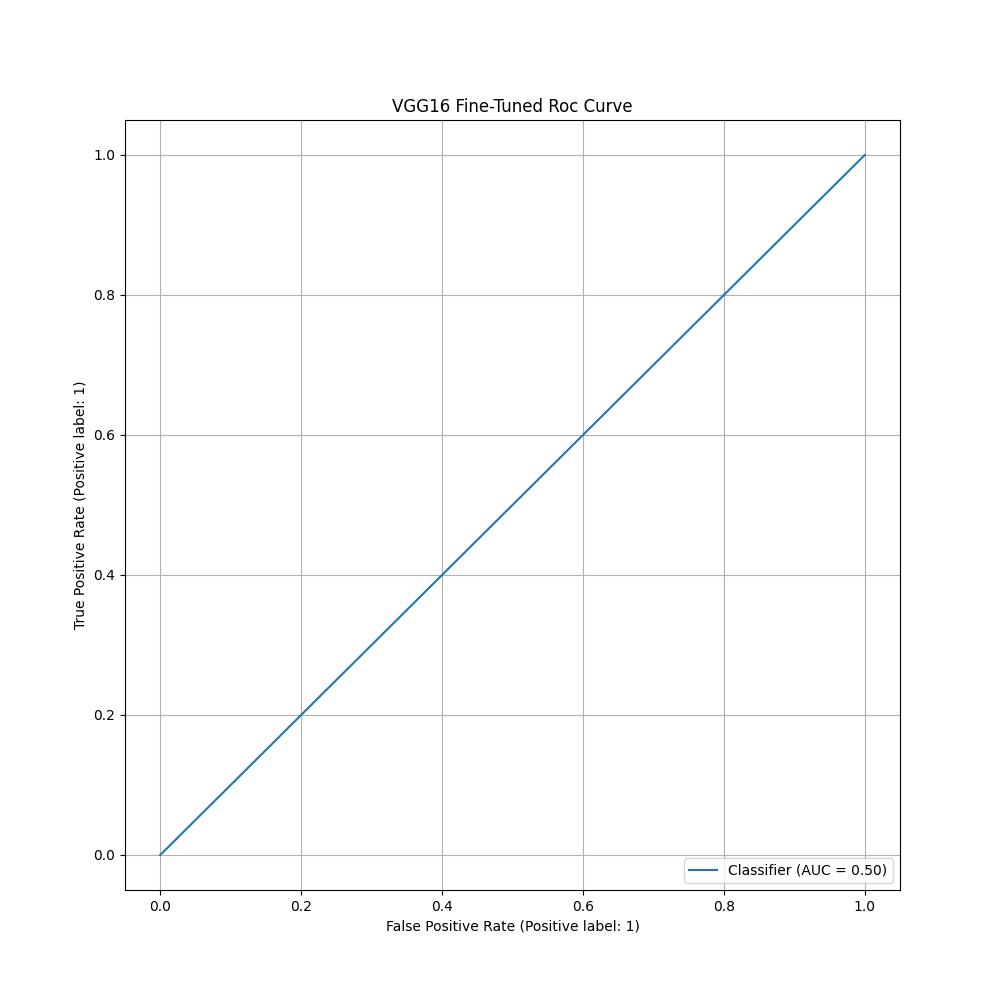 VGG16 Fine-Tuned Roc Curve
1.0
0.8
0.6
0.4
0.2
0.0
True Positive Rate (Positive label: 1)
Classifier (AUC = 0.50)
0.0 0.2 0.4 0.6 0.8 1.0
False Positive Rate (Positive label: 1)